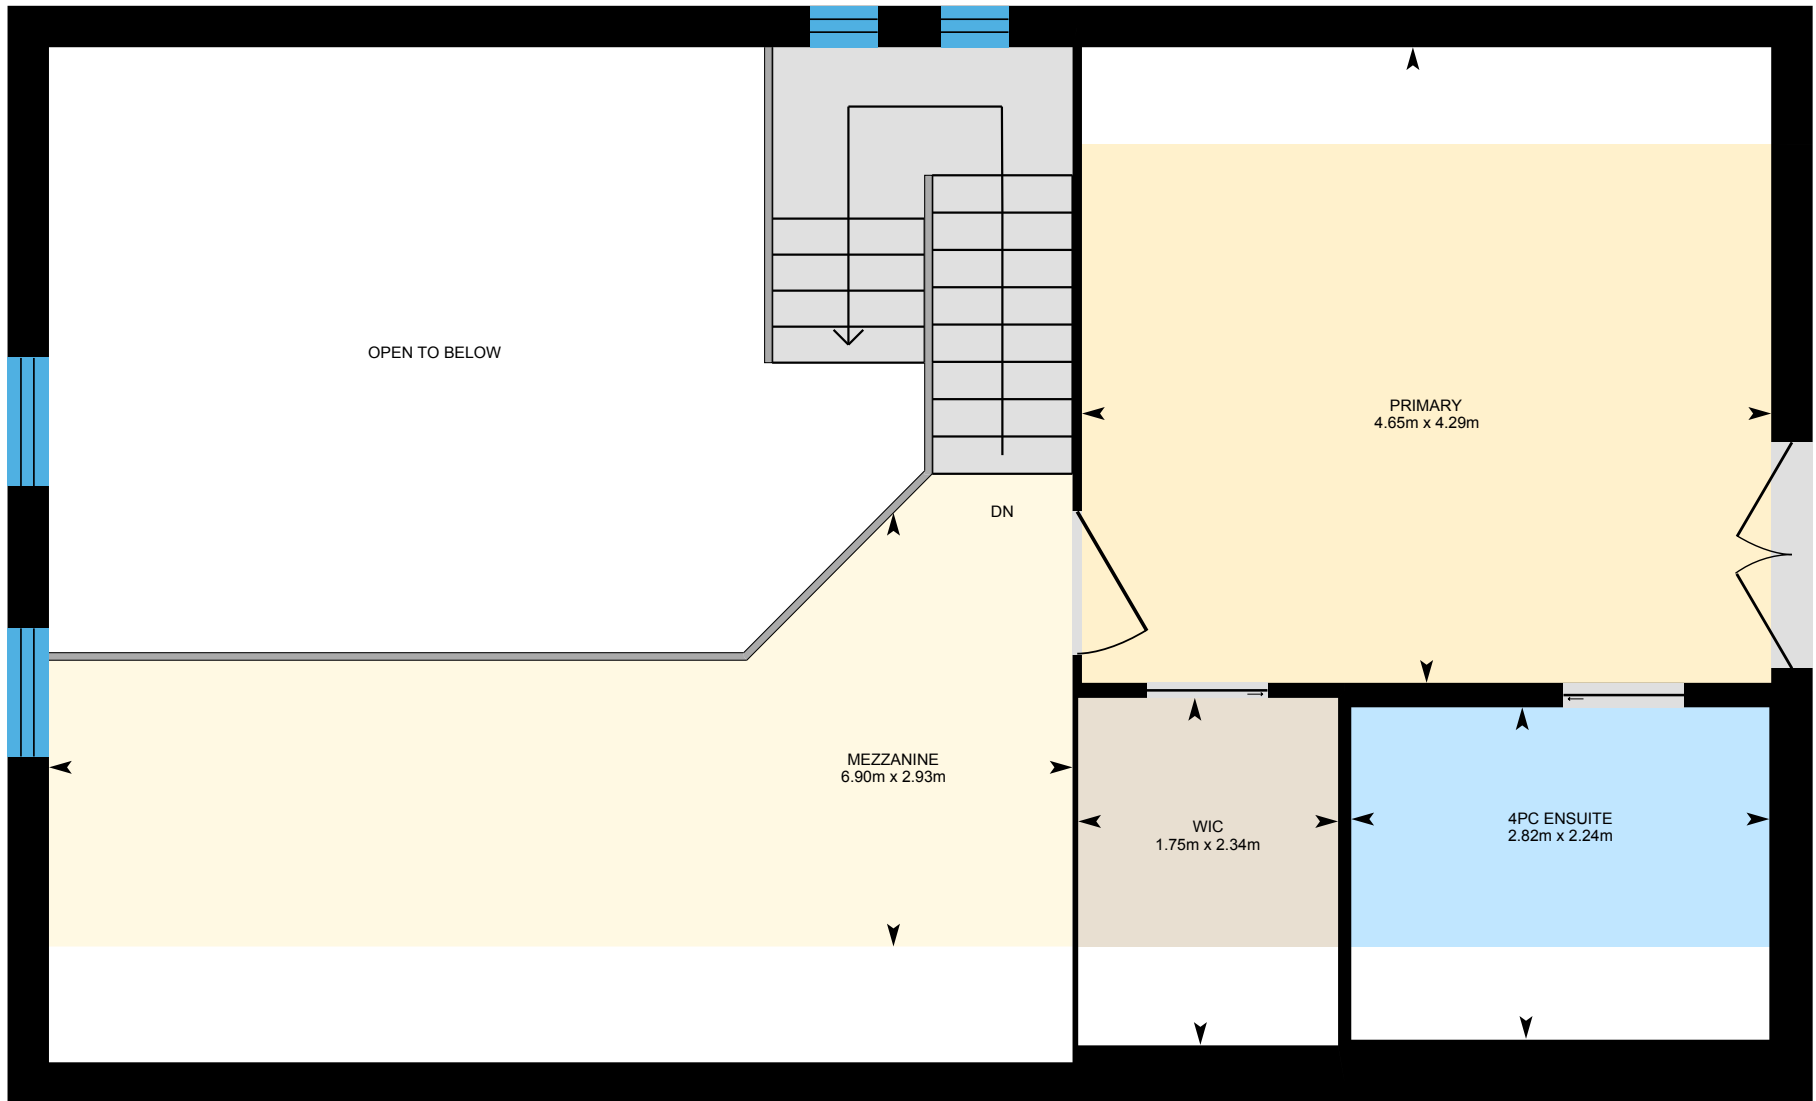 OPEN TO BELOW
PRIMARY
4.65m x 4.29m
DN
MEZZANINE
6.90m x 2.93m
WIC
1.75m x 2.34m
4PC ENSUITE
2.82m x 2.24m